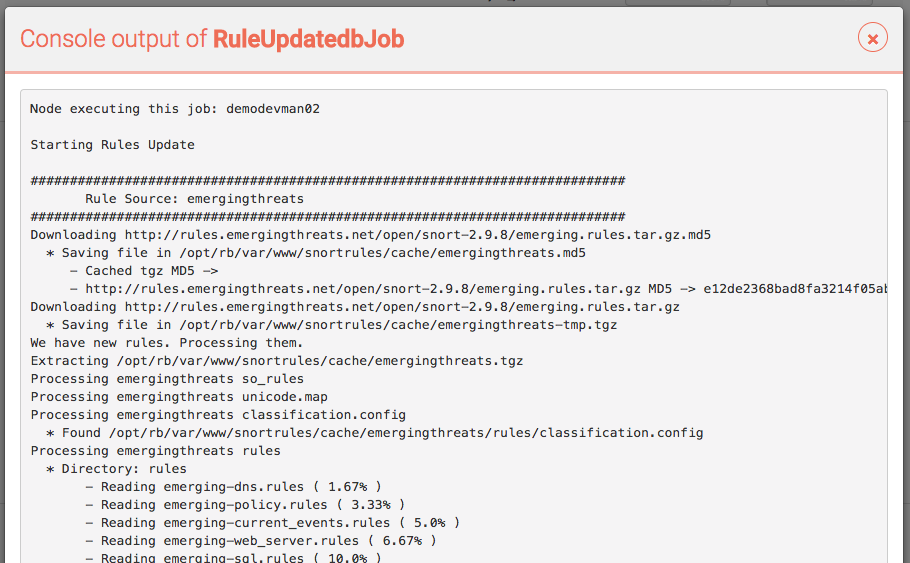 Console output of RuleUpdatedbJob
Node executing this job: demodevman02
Starting Rules Update
############################################################################
Rule Source: emergingthreats
############################################################################
Downloading http://rules.emergingthreats.net/open/snort-2.9.8/emerging.rules.tar.gz.md5
* Saving file in /opt/rb/var/www/snortrules/cache/emergingthreats.md5
- Cached tgz MD5 ->
- http://rules.emergingthreats.net/open/snort-2.9.8/emerging.rules.tar.gz MD5 -> e12de2368bad8fa3214f05a
Downloading http://rules.emergingthreats.net/open/snort-2.9.8/emerging.rules.tar.gz
* Saving file in /opt/rb/var/www/snortrules/cache/emergingthreats-tmp.tgz
We have new rules. Processing them.
Extracting /opt/rb/var/www/snortrules/cache/emergingthreats.tgz
Processing emergingthreats so_rules
Processing emergingthreats unicode.map
Processing emergingthreats classification.config
* Found /opt/rb/var/www/snortrules/cache/emergingthreats/rules/classification.config
Processing emergingthreats rules
* Directory: rules
- Reading emerging-dns.rules ( 1.67% )
- Reading emerging-policy.rules ( 3.33% )
- Reading emerging-current_events.rules ( 5.0% )
- Reading emerging-web_server.rules ( 6.67% )
- Reading emerging-sql.rules ( 10.0% )